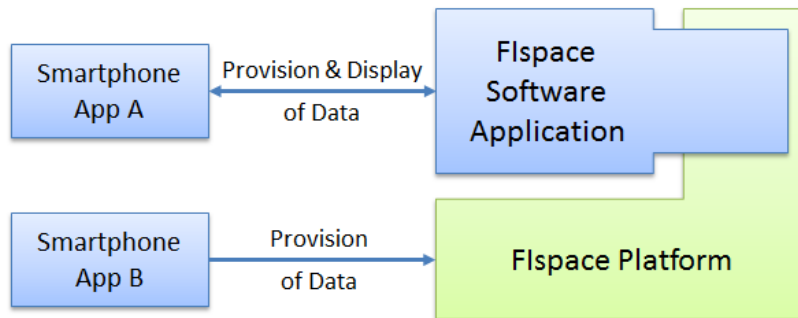 Smartphone
App A
Provision & Display
of Data
FIspace
Software
Application
Smartphone
App B
Provision
of Data
FIspace Platform